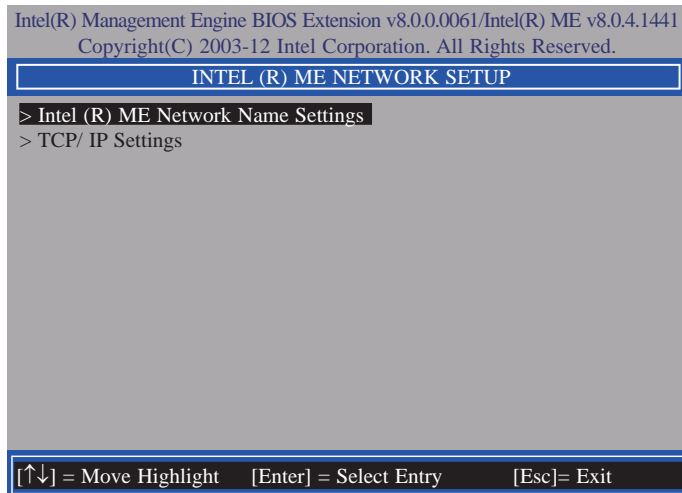 Intel(R) Management Engine BIOS Extension v8.0.0.0061/Intel(R) ME v8.0.4.1441
Copyright(C) 2003-12 Intel Corporation. All Rights Reserved.
INTEL (R) ME NETWORK SETUP
> Intel (R) ME Network Name Settings
> TCP/ IP Settings
[↑↓] = Move Highlight [Enter] = Select Entry [Esc]= Exit